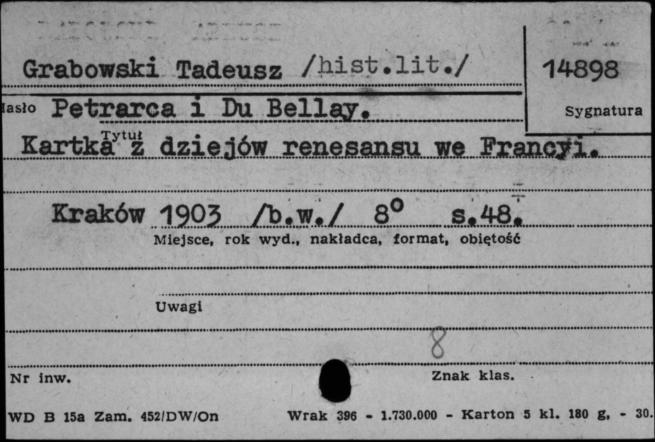 Grabowski Tadeusz /hist.lit./
14898
Hasło Petrarca i Du Bellay.
Sygnatura
Tytuł
Kartka z dziejów renesansu we Francyi.
Kraków 1903 /b.w./ 8° s.48.
Miejsce, rok wyd., nakładca, format, obiętość
Uwagi
8
Nr inw.
Znak klas.
WD B 15a Zam. 452/DW/On Wrak 396 - 1.730.000 - Karton 5 kl. 180 g, - 30.